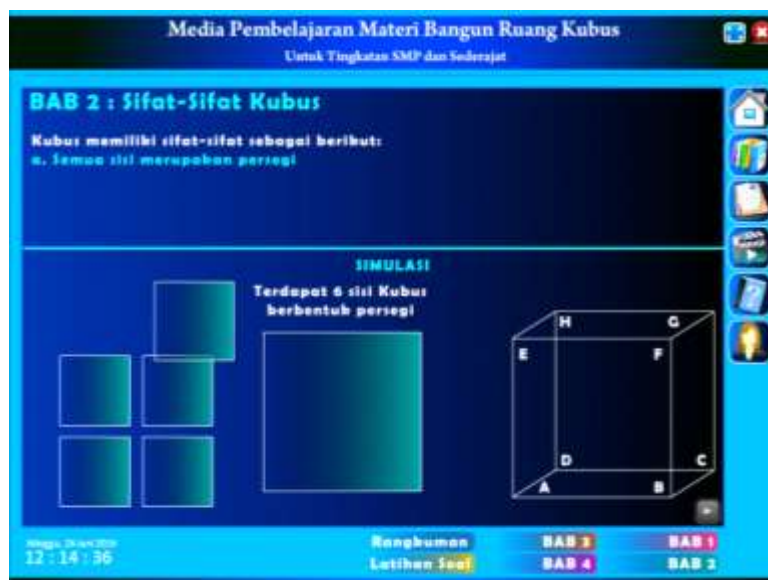 Media Pembelajaran Materi Bangun Ruang Kubus
Untuk Tingkatan SMP dan Sederajat
BAB 2 : Sifat-Sifat Kubus
Kubus memiliki sifat-sifat sebagai berikut:
a. Semua sisi merupakan persegi
SIMULASI
Terdapat 6 sisi Kubus
berbentuk persegi
H G
E F
D C
A B
12 : 14 : 36
Rangkuman BAB 3 BAB 1
Latihan Soal BAB 4 BAB 2